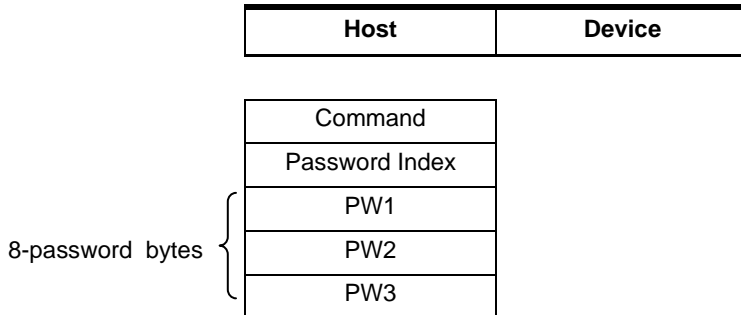 Host Device
Command
Password Index
PW1
8-password bytes PW2
PW3